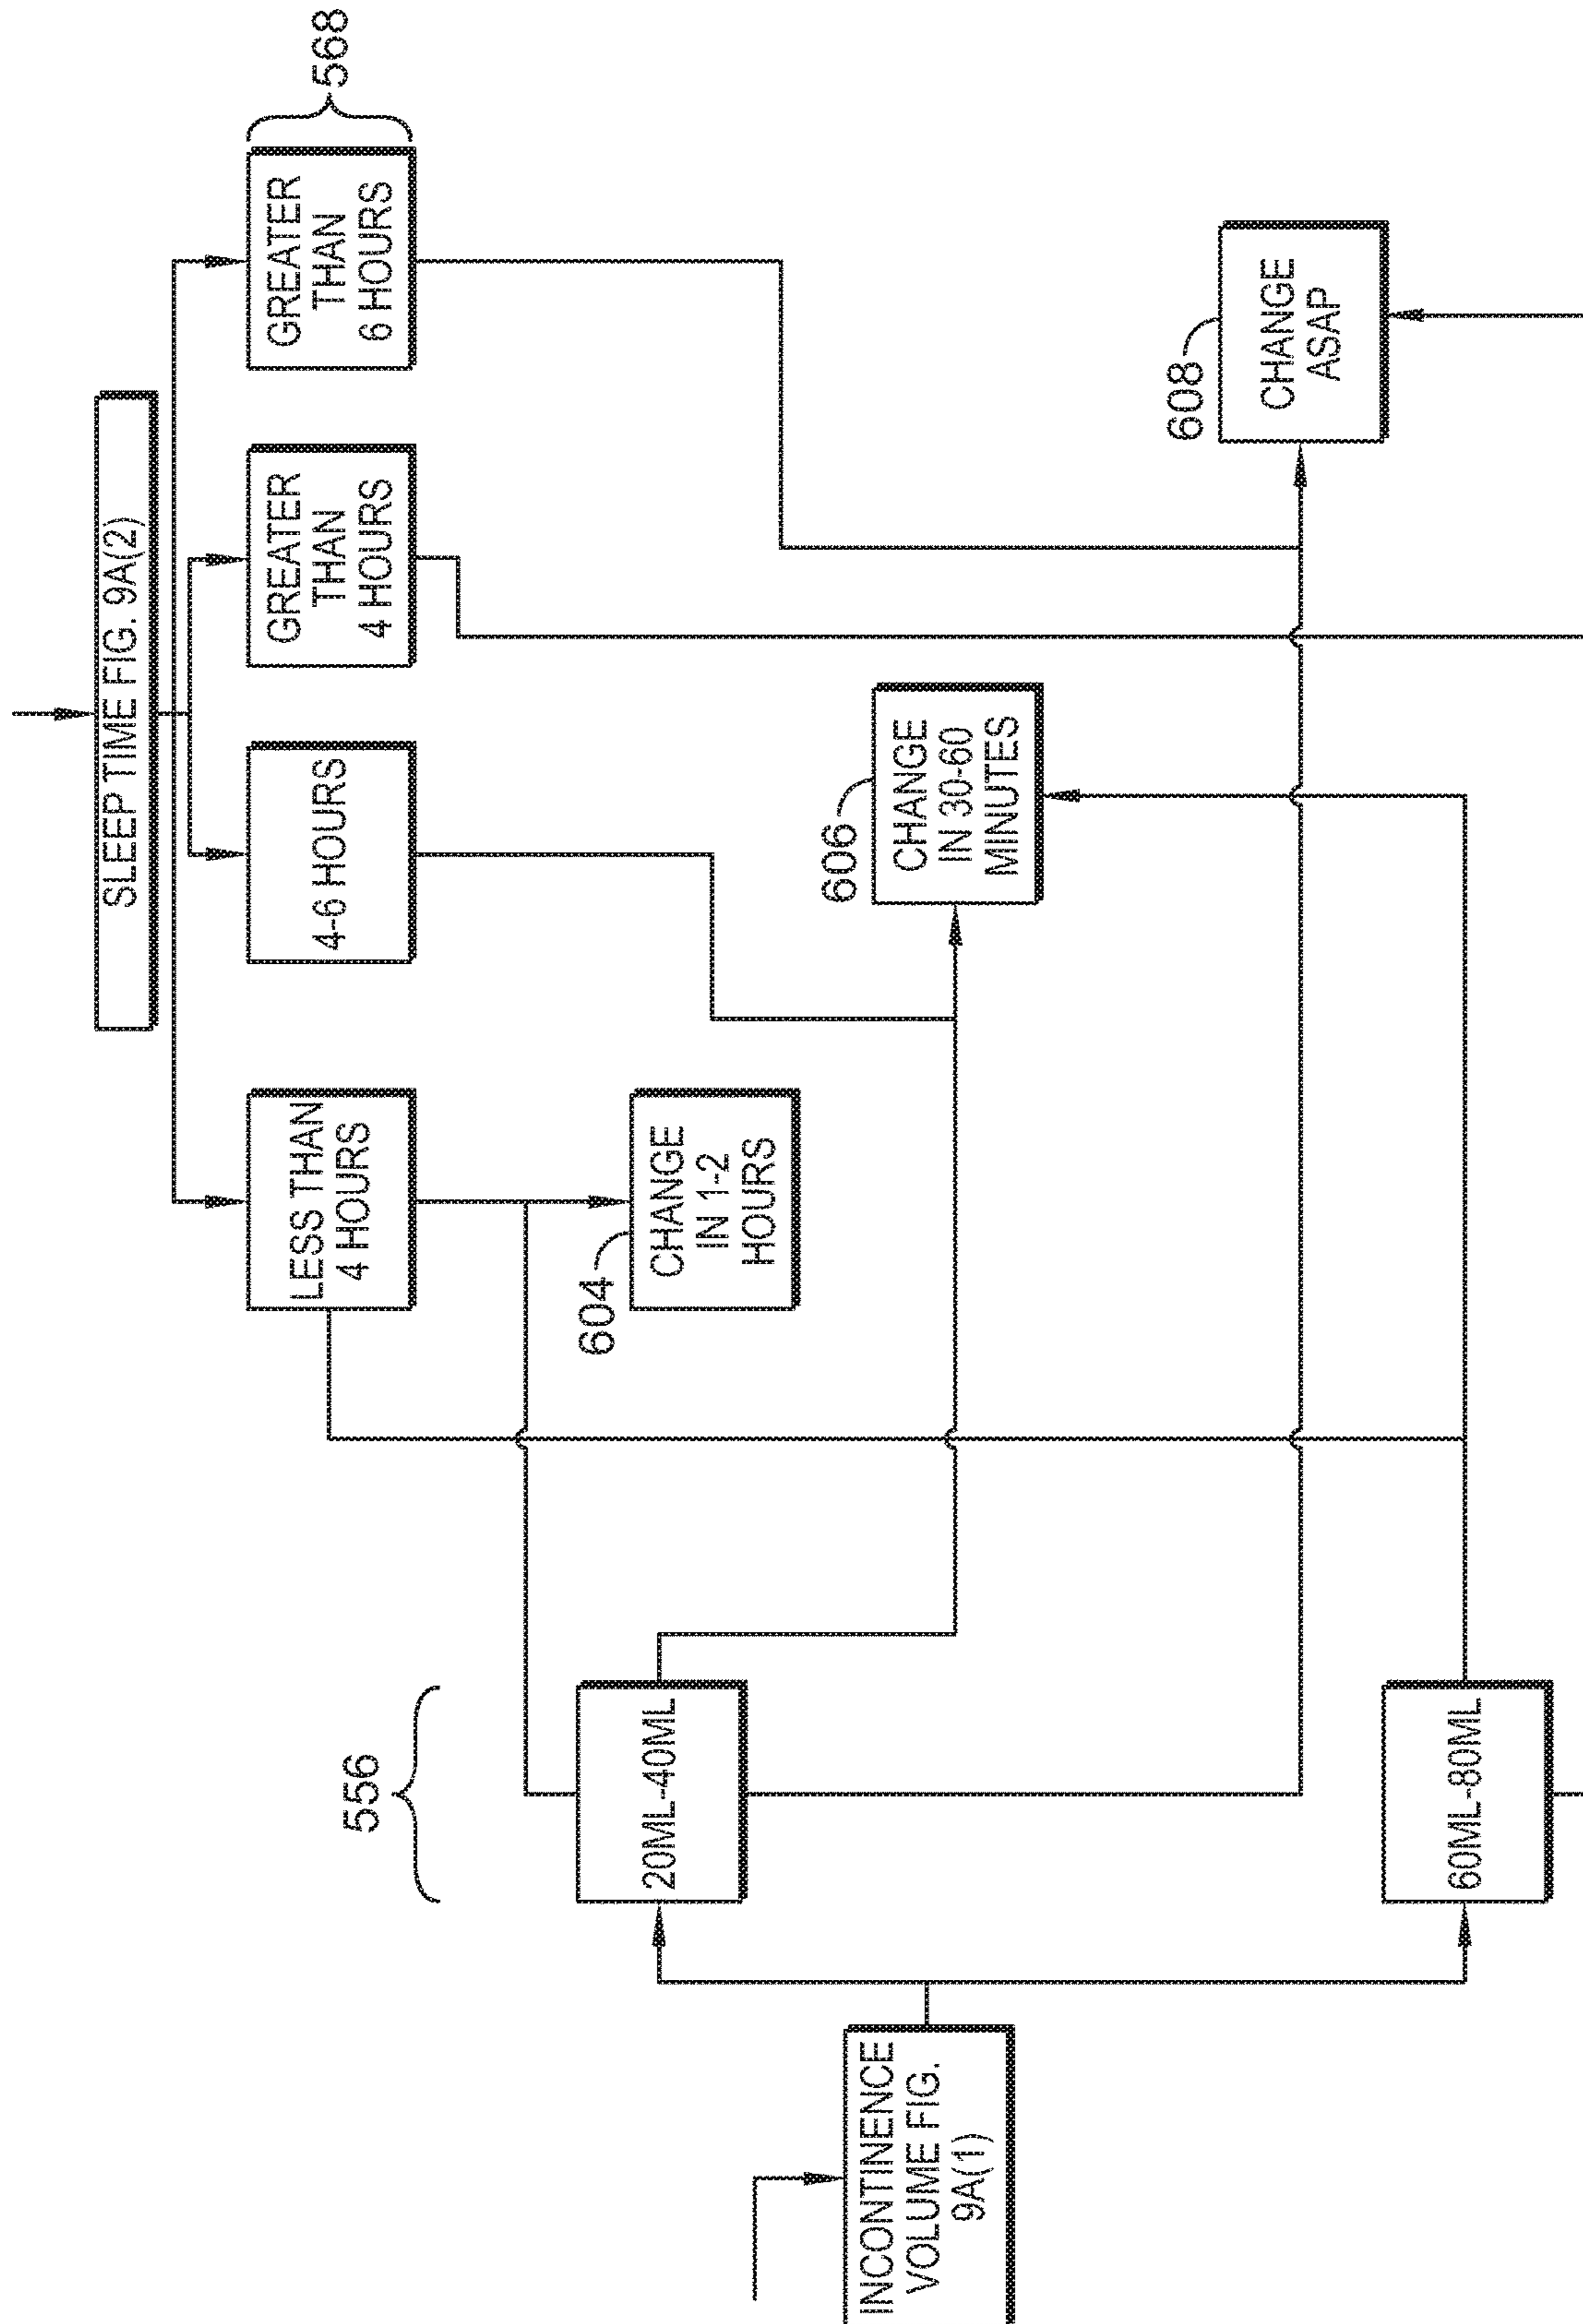 SLEEP TIME FIG. 9A(2)
568
LESS THAN
4 HOURS
4-6 HOURS
GREATER
THAN
4 HOURS
GREATER
THAN
6 HOURS
556
604
CHANGE
IN 1-2
HOURS
20ML-40ML
606
CHANGE
IN 30-60
MINUTES
INCONTINENCE
VOLUME FIG.
9A(1)
608
CHANGE
ASAP
60ML-80ML